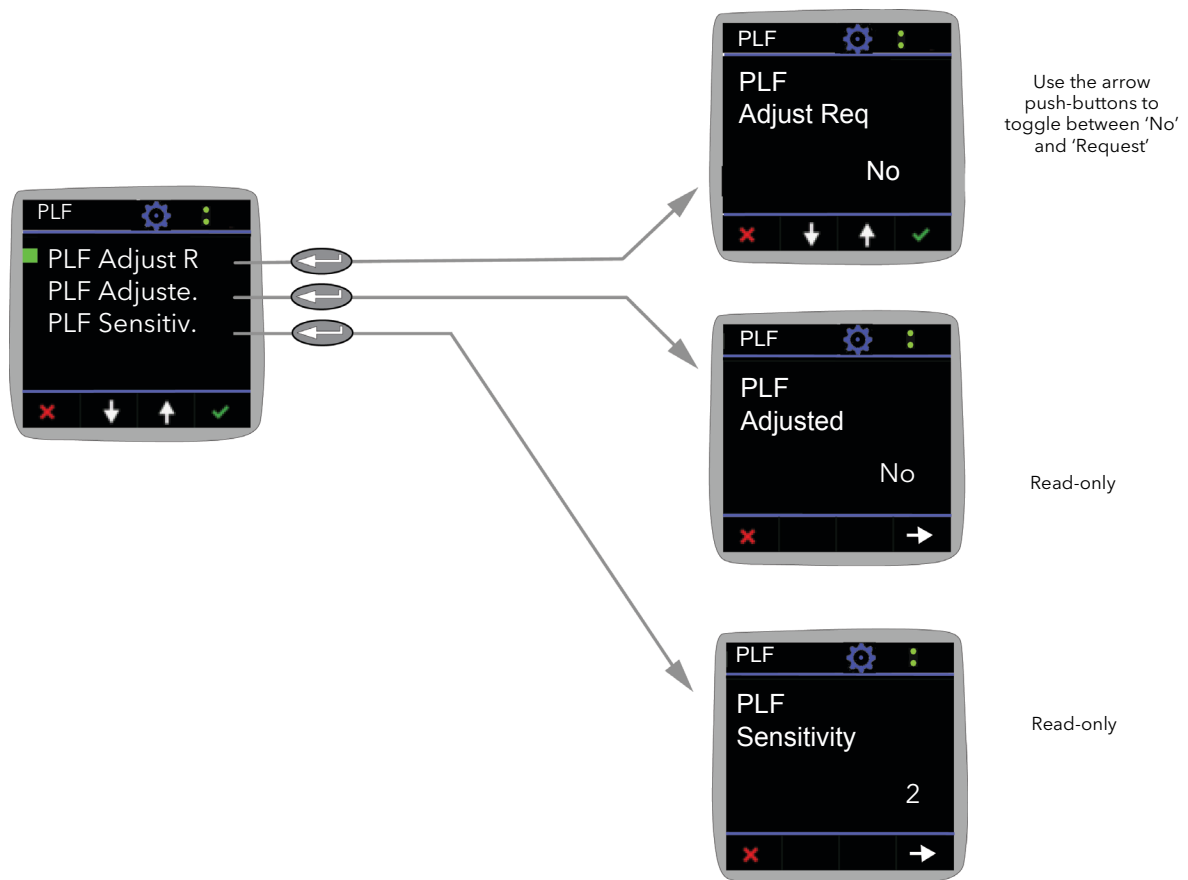 PLF
PLF Adjust R
PLF Adjuste.
PLF Sensitiv.
PLF
PLF
Adjust Req
No
Use the arrow
push-buttons to
toggle between ‘No’
and ‘Request’
PLF
PLF
Adjusted
No
Read-only
PLF
PLF
Sensitivity
2
Read-only